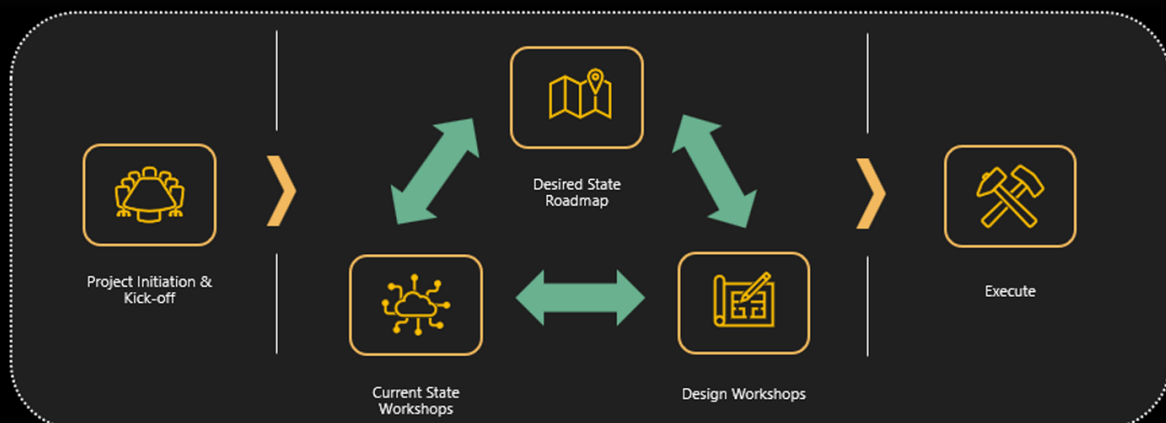 Project Initiation &
Kick-off
Desired State
Roadmap
Current State
Workshops
Design Workshops
Execute